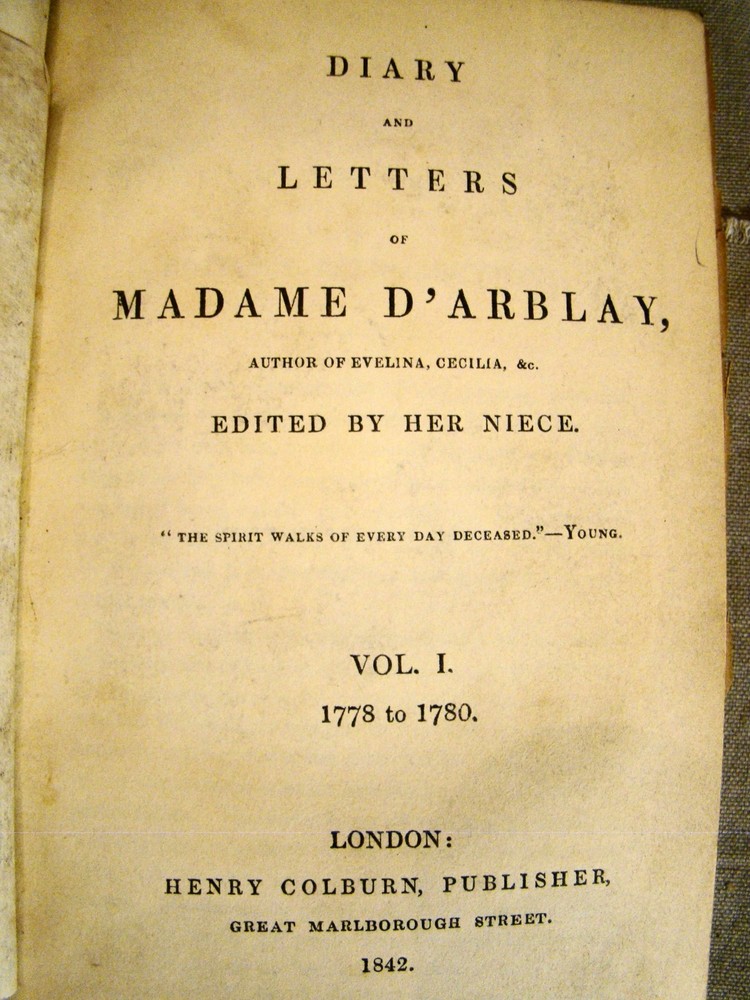 DIARY
AND
LETTERS
OF
MADAME D'ARBLAY,
AUTHOR OF EVELINA, CECILIA, &c.
EDITED BY HER NIECE.
“ THE SPIRIT WALKS OF EVERY DAY DECEASED.”—YOUNG.
VOL. I.
1778 to 1780.
LONDON:
HENRY COLBURN, PUBLISHER,
GREAT MARLBOROUGH STREET.
1842.